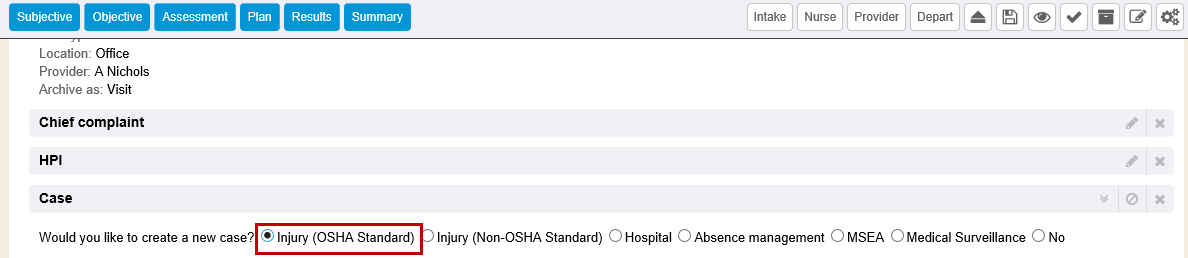 Subjective Objective Assessment Plan Results Summary Intake Nurse Provider Depart
Location: Office
Provider: A Nichols
Archive as: Visit
Chief complaint
HPI
Case
Would you like to create a new case? Injury (OSHA Standard) Injury (Non-OSHA Standard) Hospital Absence management MSEA Medical Surveillance No